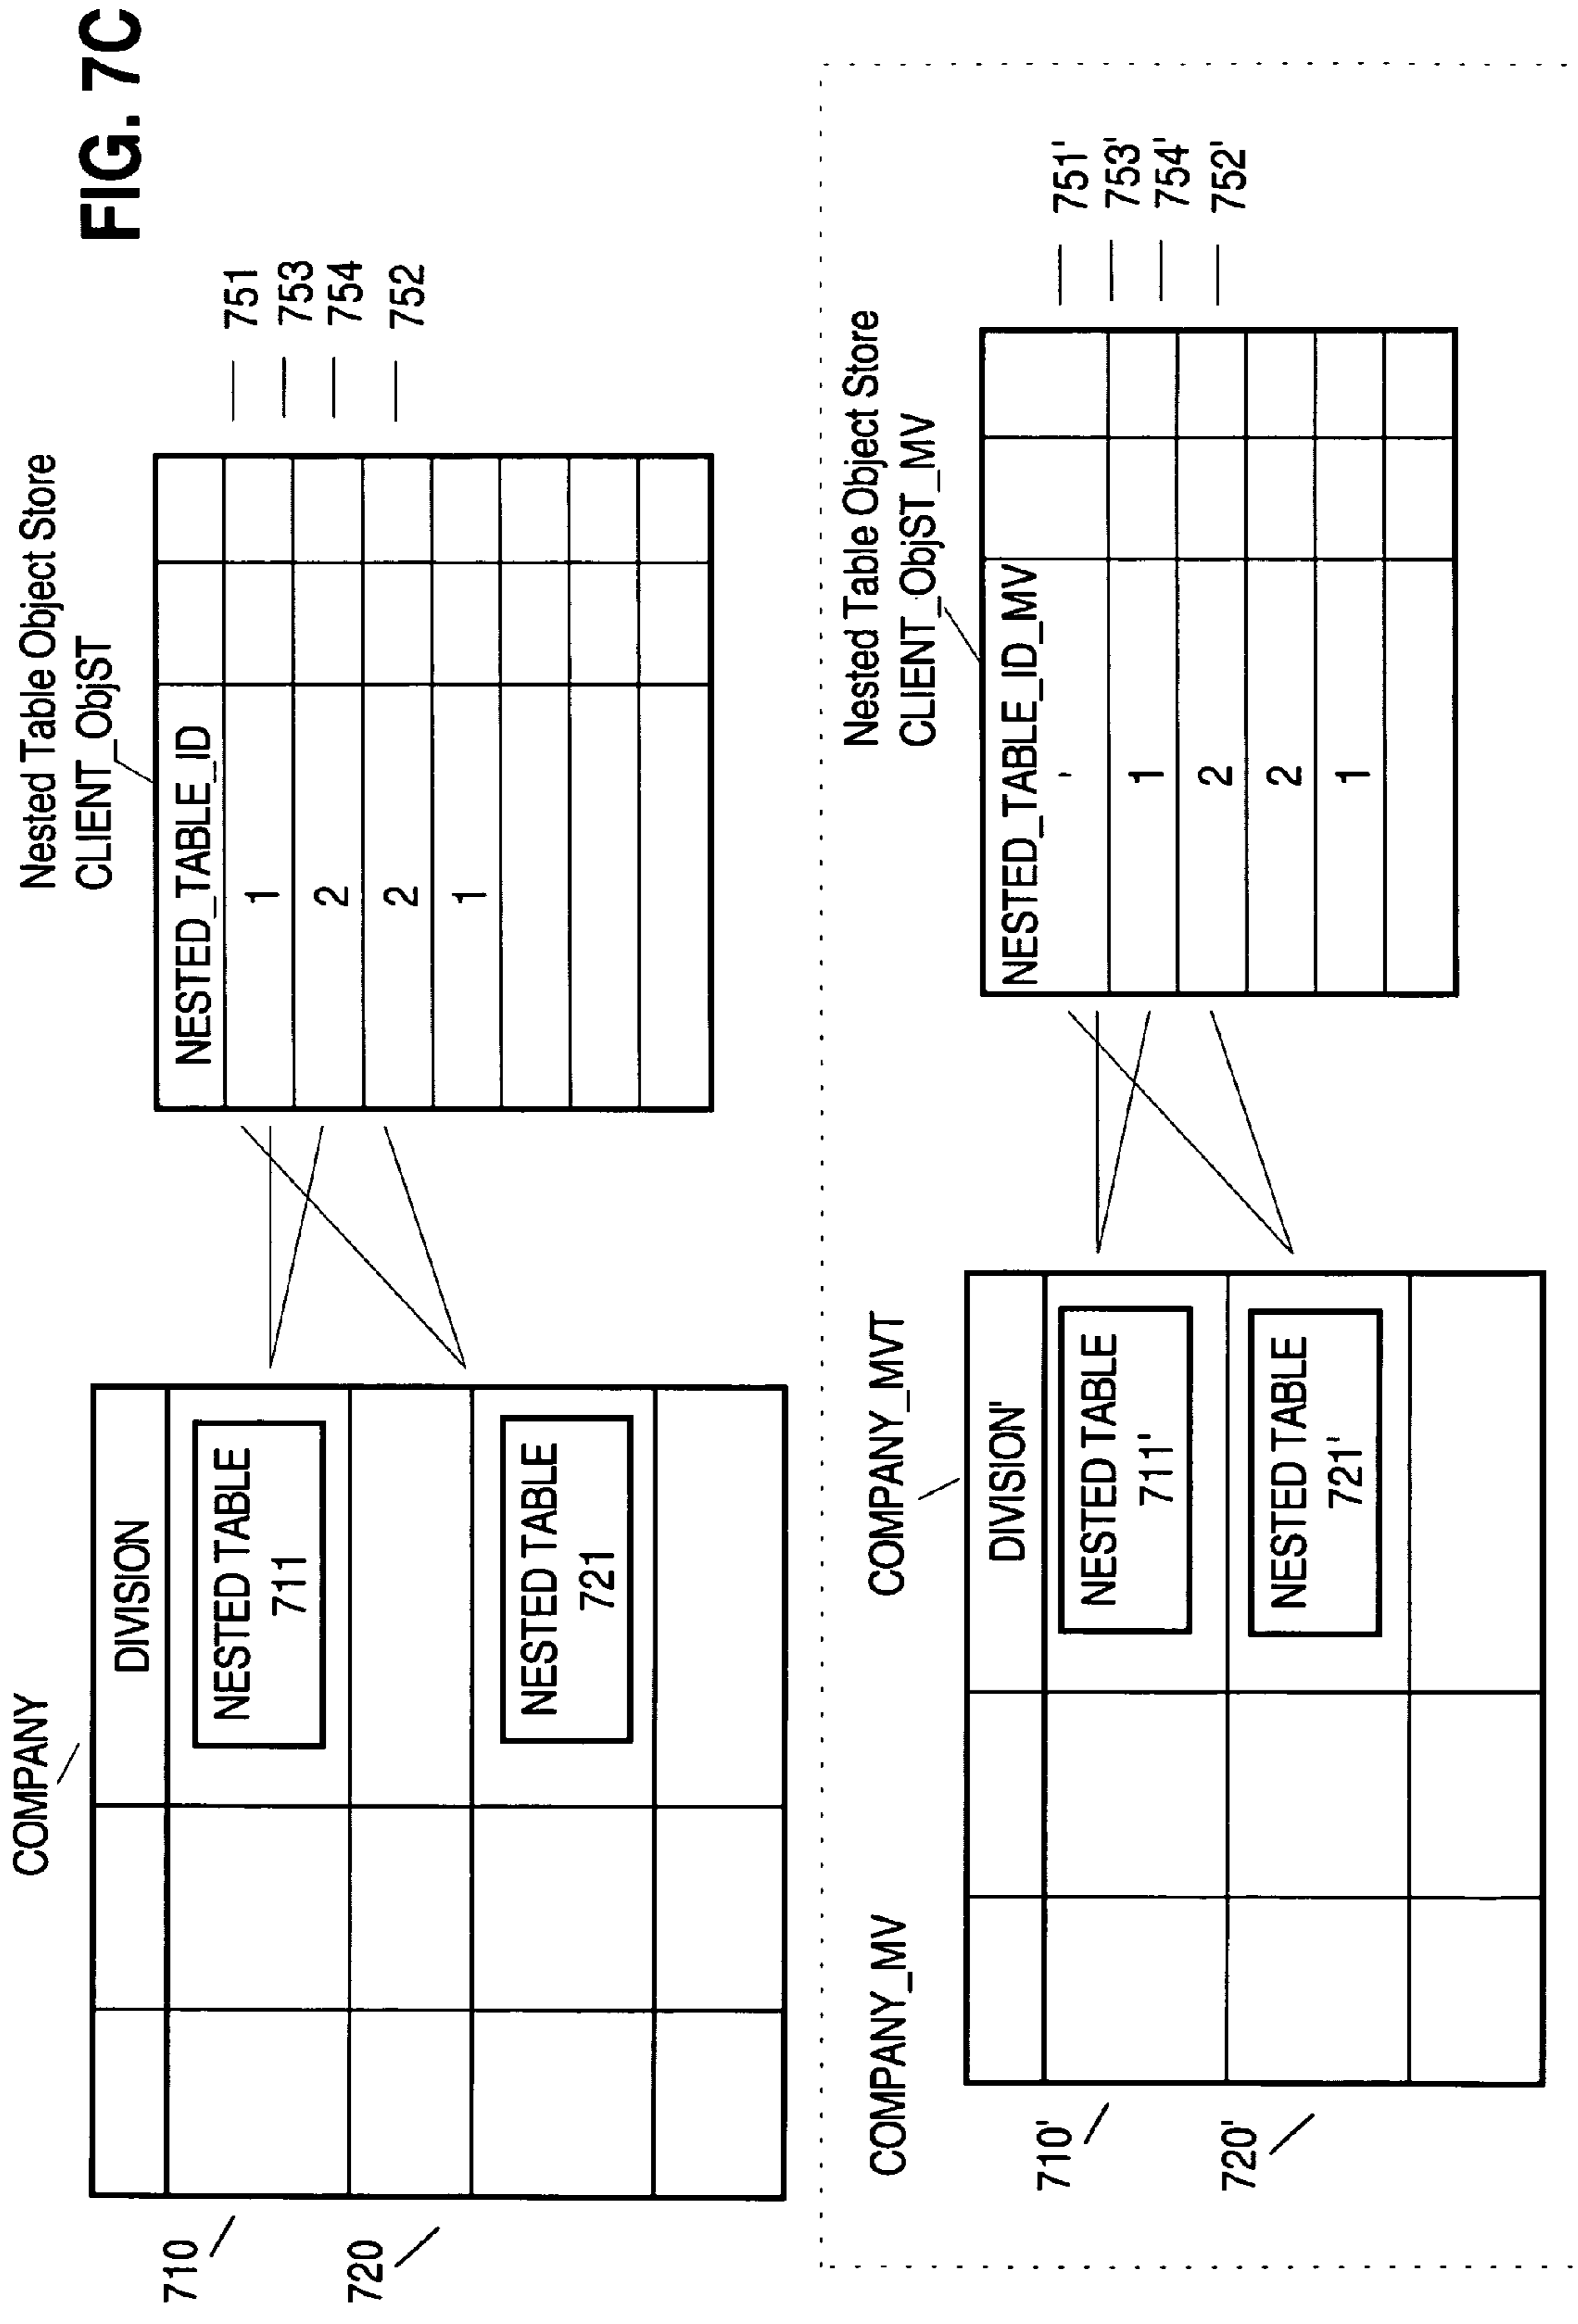 FIG. 7C
COMPANY
DIVISION
NESTED TABLE
711
NESTED TABLE
721
710
720
Nested Table Object Store
CLIENT_ObjST
NESTED_TABLE_ID
1
2
2
1
751
753
754
752
COMPANY_MV
COMPANY_MVT
DIVISION"
NESTED TABLE
711'
NESTED TABLE
721'
710'
720'
Nested Table Object Store
CLIENT_ObjST_MV
NESTED_TABLE_ID_MV
-
1
2
2
1
751'
753'
754'
752'